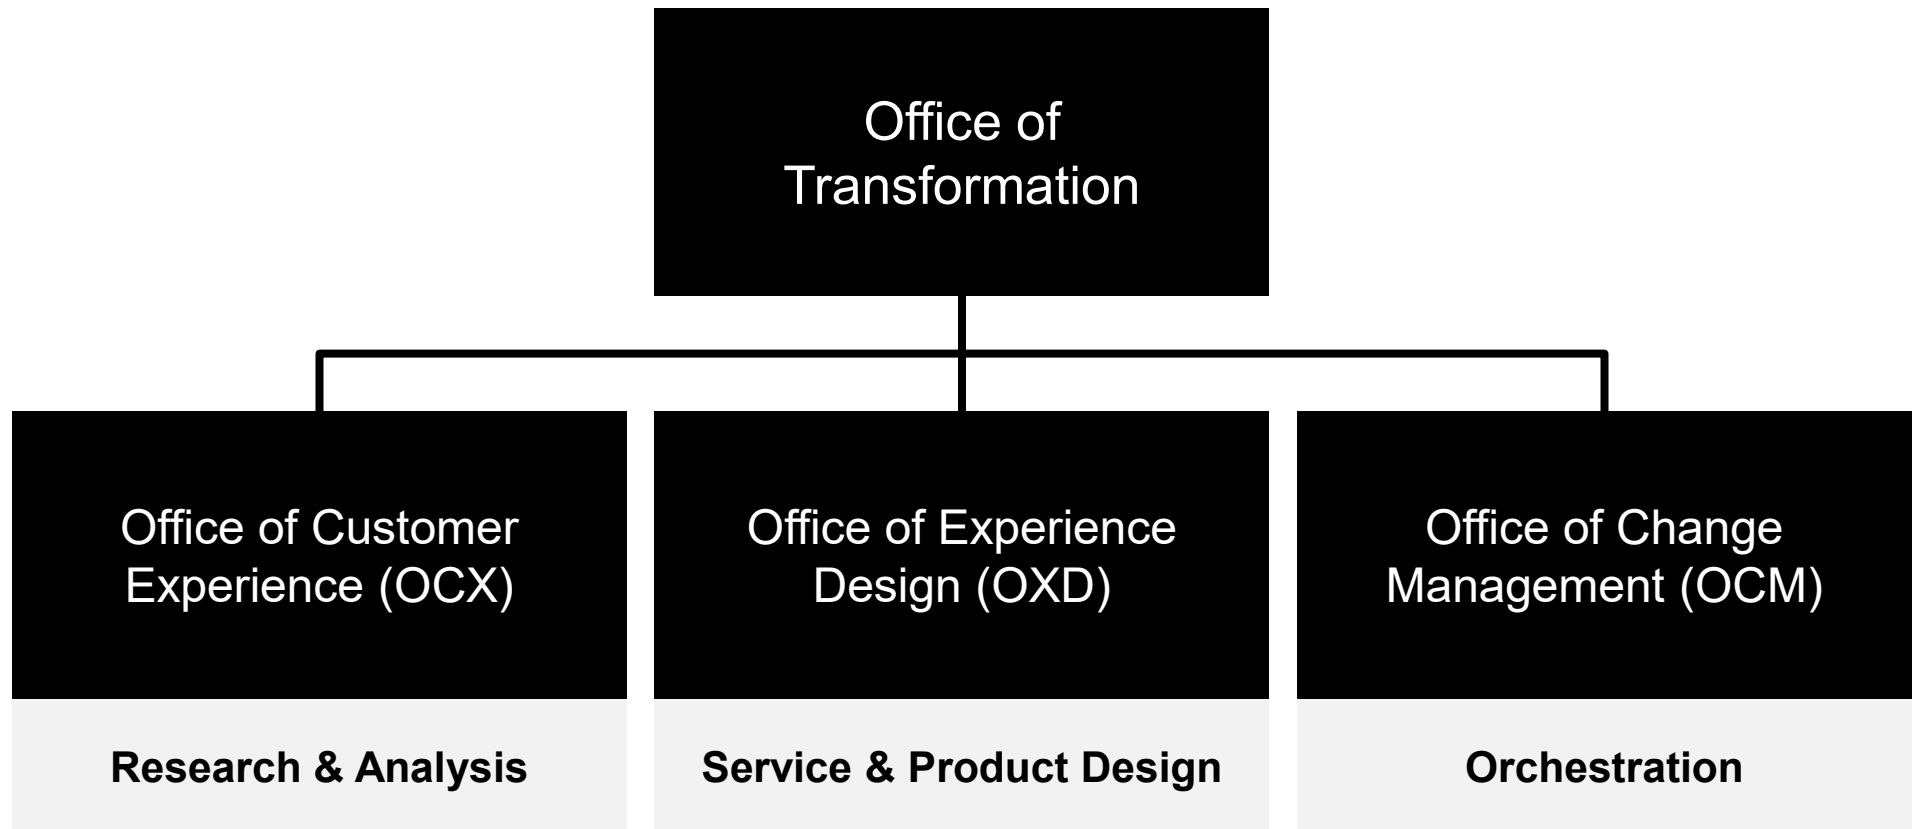 Office of
Transformation
Office of Customer
Experience (OCX)
Office of Experience
Design (OXD)
Office of Change
Management (OCM)
Research & Analysis
Service & Product Design
Orchestration